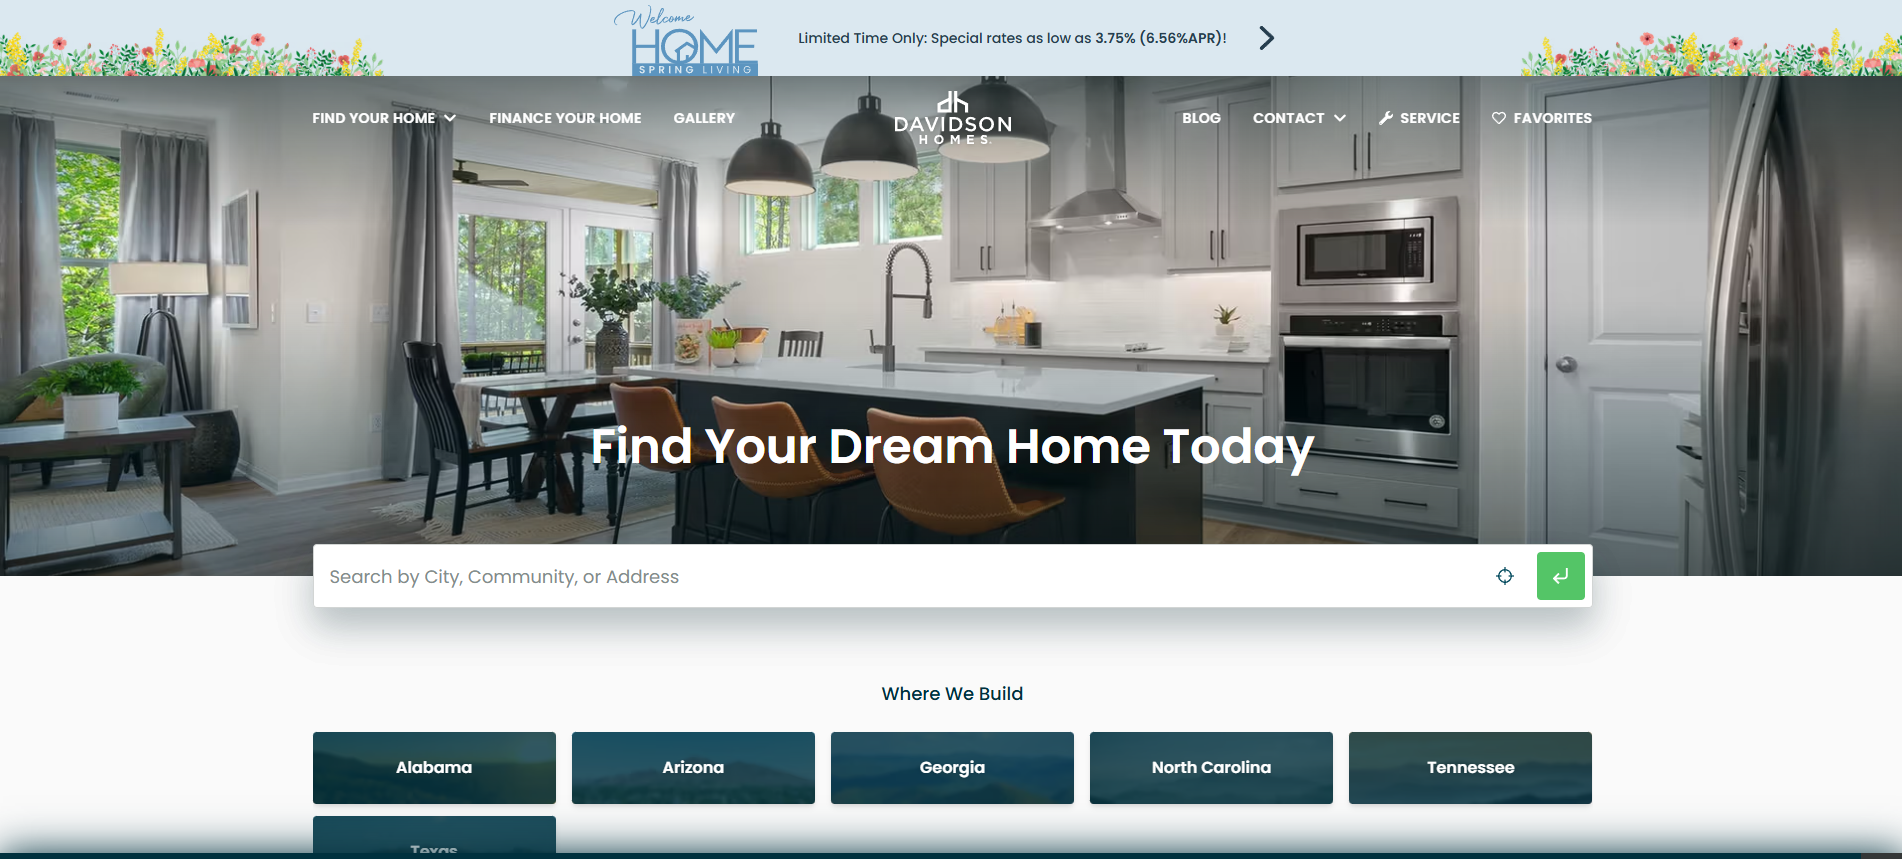 Welcome
HOME
SPRING LIVING
Limited Time Only: Special rates as low as 3.75% (6.56%APR)!
FIND YOUR HOME
FINANCE YOUR HOME
GALLERY
DAVIDSON
HOMES.
BLOG
CONTACT
SERVICE
FAVORITES
Find Your Dream Home Today
Search by City, Community, or Address
Where We Build
Alabama
Arizona
Georgia
North Carolina
Tennessee
Texas